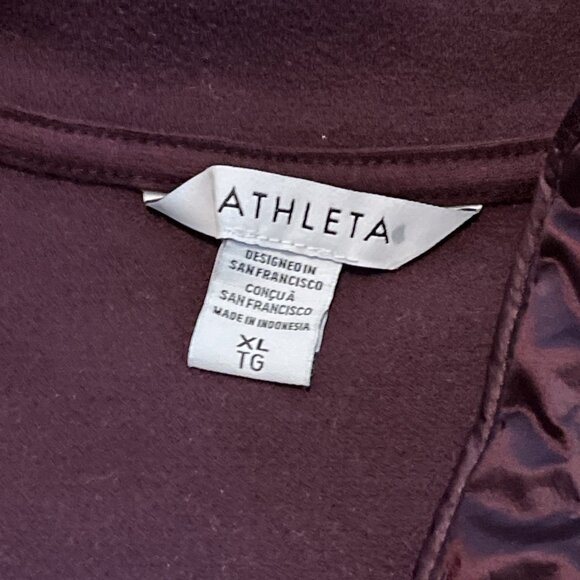 ATHLETA
DESIGNED IN
SAN FRANCISCO
CONÇU À
SAN FRANCISCO
MADE IN INDONESIA
XL
TG